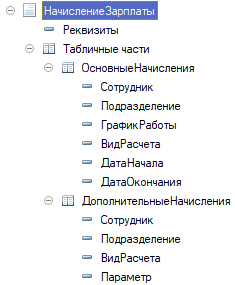 НачислениеЗарплаты
Реквизиты
Табличные части
ОсновныеНачисления
Сотрудник
Подразделение
ГрафикРаботы
ВидРасчета
ДатаНачала
ДатаОкончания
ДополнительныеНачисления
Сотрудник
Подразделение
ВидРасчета
Параметр